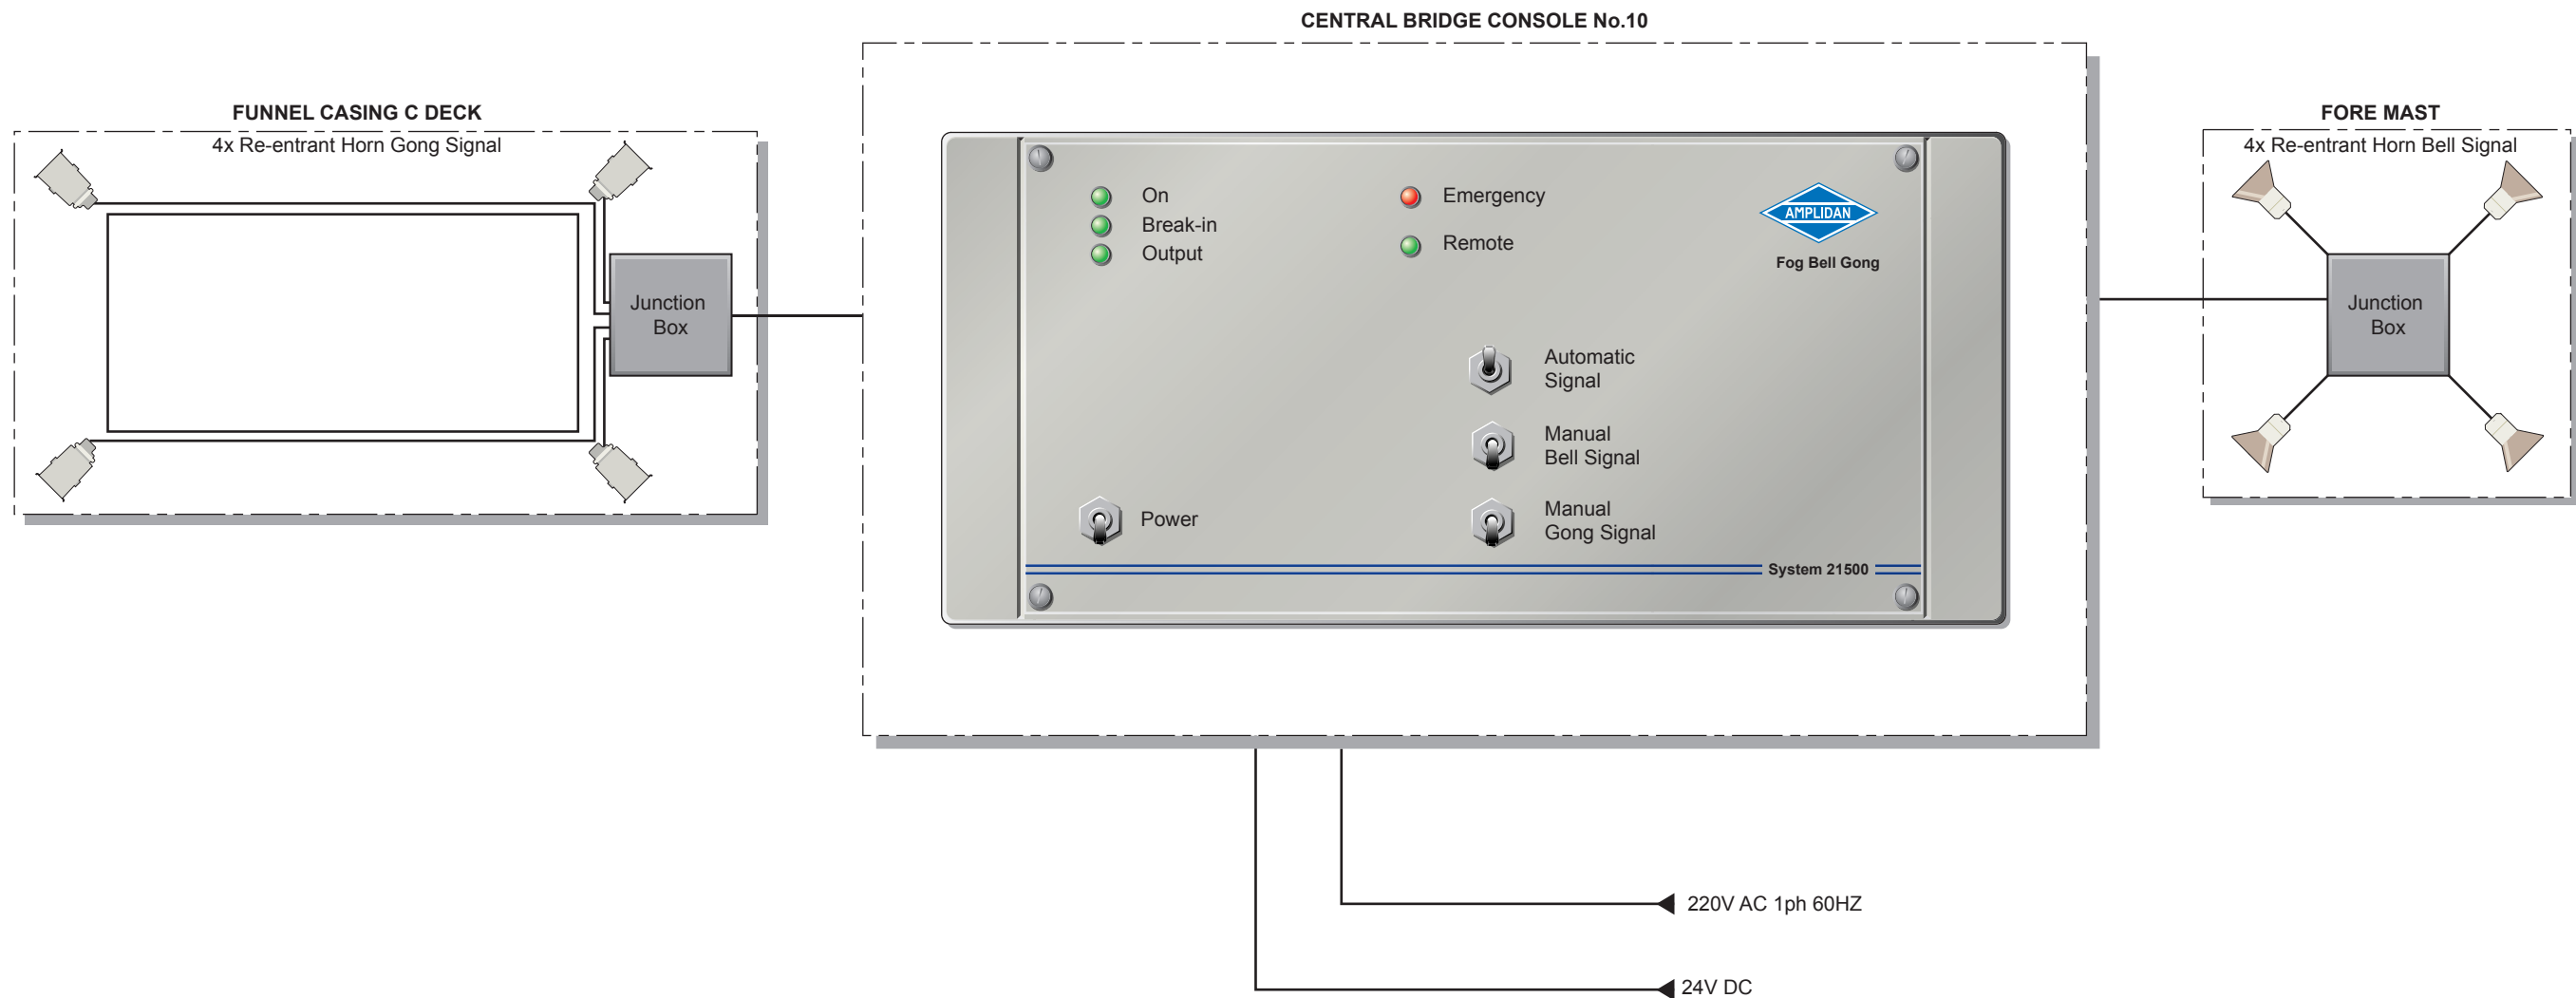 CENTRAL BRIDGE CONSOLE No.10
FUNNEL CASING C DECK
4x Re-entrant Horn Gong Signal
Junction
Box
On
Break-in
Output
Emergency
Remote
AMPLIDAN
Fog Bell Gong
Automatic
Signal
Manual
Bell Signal
Manual
Gong Signal
Power
System 21500
FORE MAST
4x Re-entrant Horn Bell Signal
Junction
Box
220V AC 1ph 60HZ
24V DC